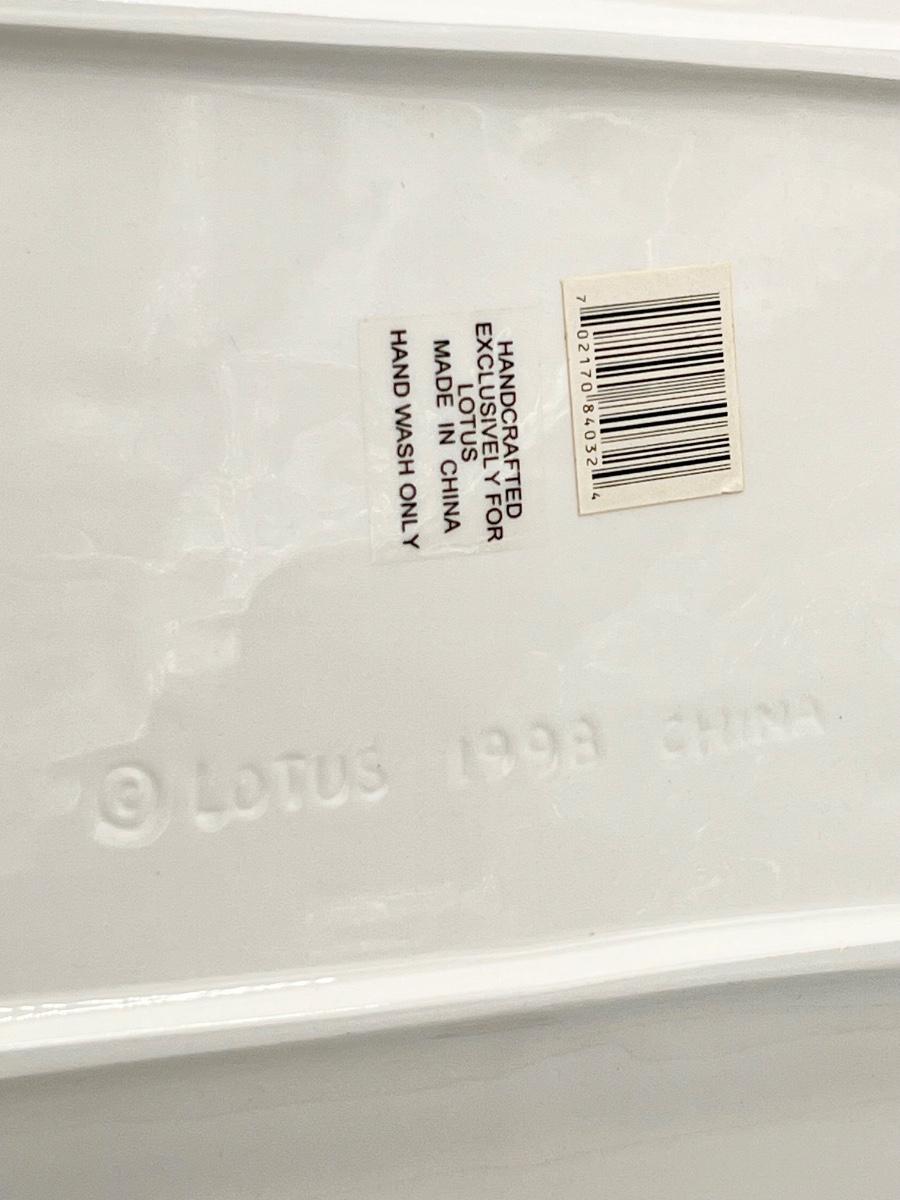 7 02170 84032 4
HANDCRAFTED
EXCLUSIVELY FOR
LOTUS
MADE IN CHINA
HAND WASH ONLY
© LOTUS 1998 CHINA